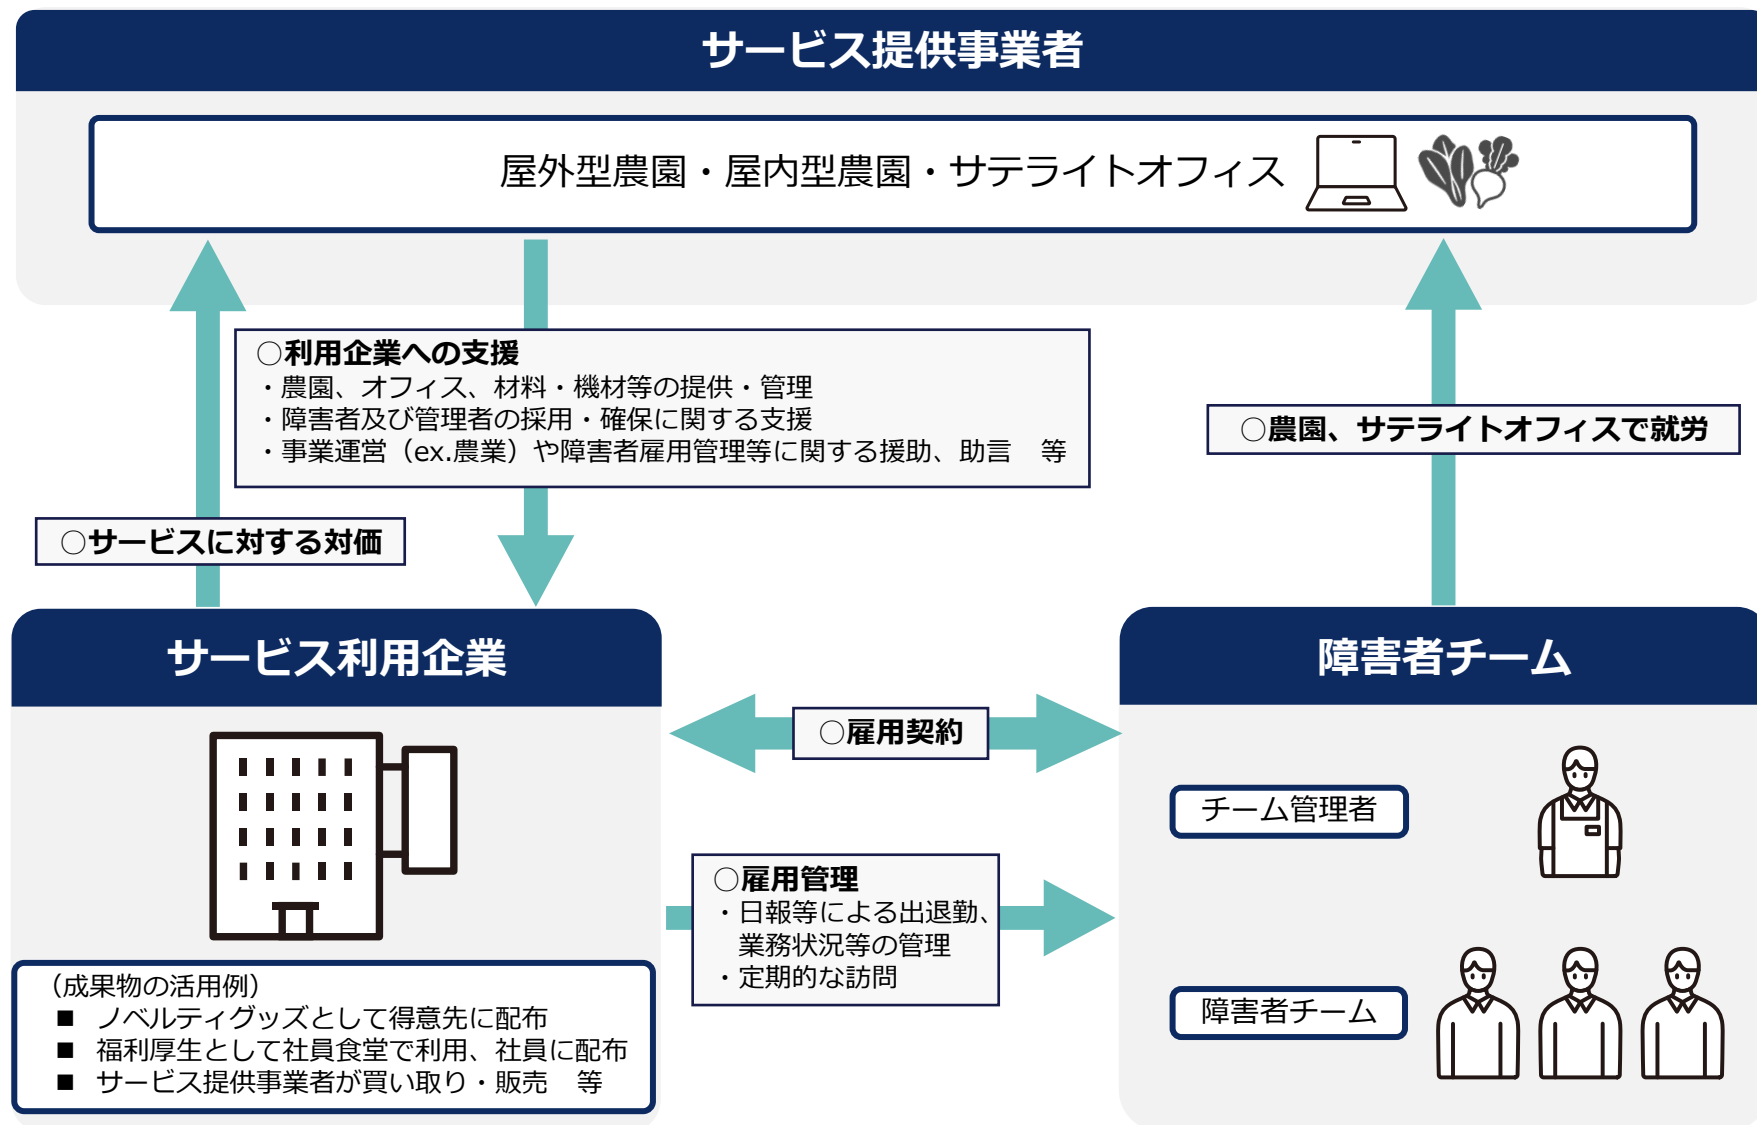 サービス提供事業者
屋外型農園・屋内型農園・サテライトオフィス
○利用企業への支援
・農園、オフィス、材料・機材等の提供・管理
・障害者及び管理者の採用・確保に関する支援
・事業運営（ex.農業）や障害者雇用管理等に関する援助、助言　等
○農園、サテライトオフィスで就労
○サービスに対する対価
サービス利用企業
障害者チーム
○雇用契約
チーム管理者
○雇用管理
・日報等による出退勤、
業務状況等の管理
・定期的な訪問
（成果物の活用例）
■ ノベルティグッズとして得意先に配布
■ 福利厚生として社員食堂で利用、社員に配布
■ サービス提供事業者が買い取り・販売　等
障害者チーム